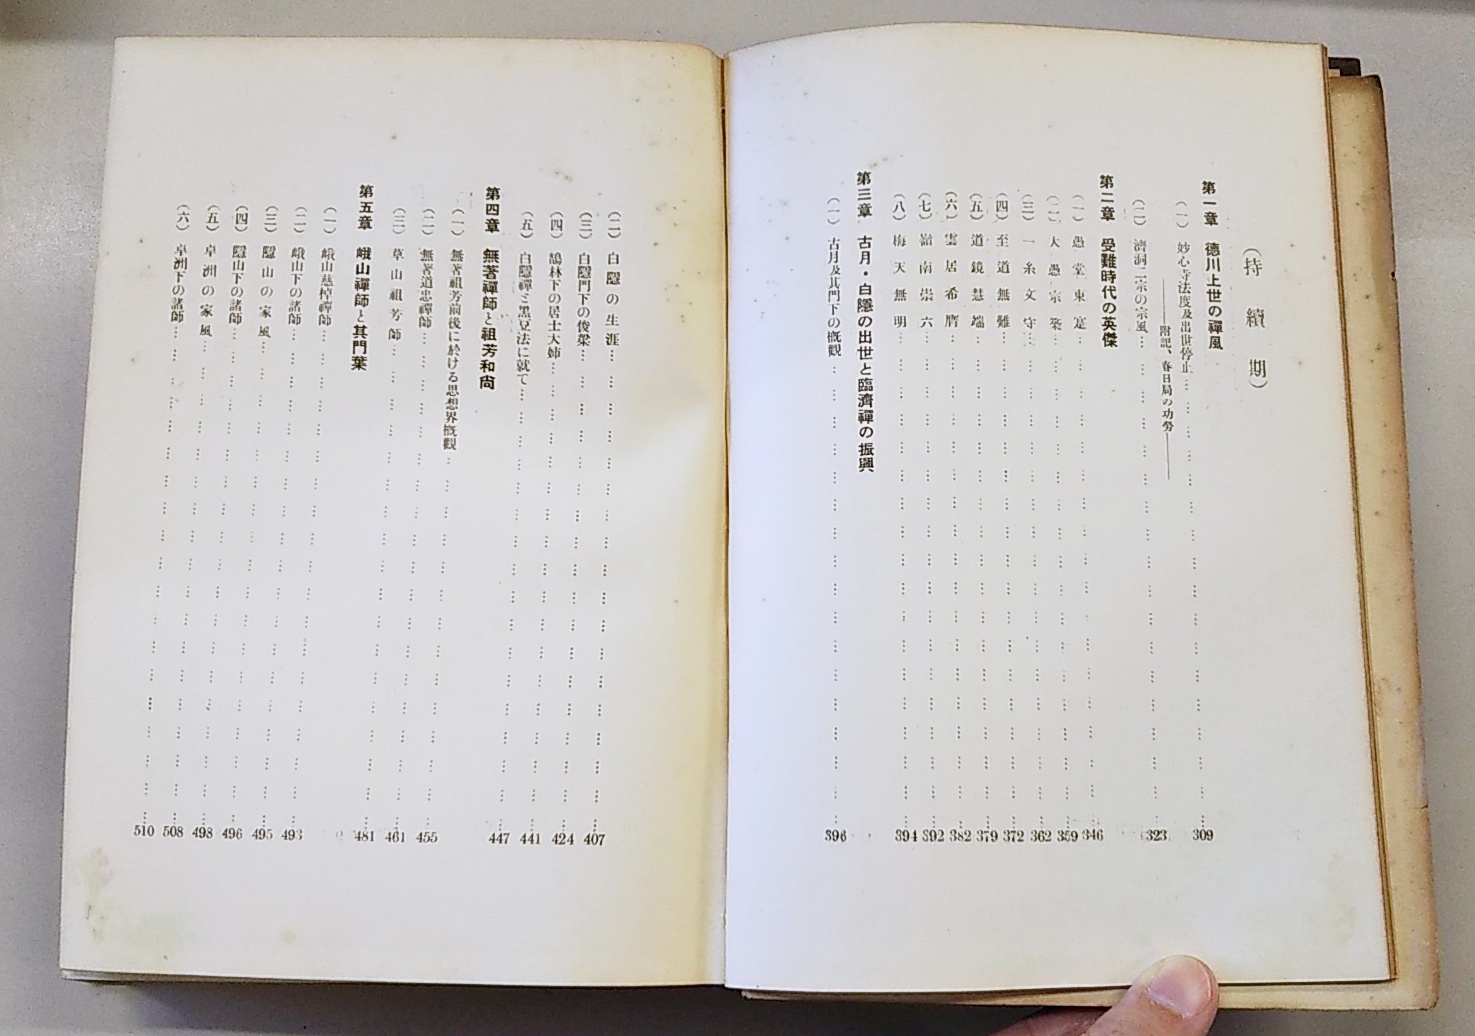 （持續期）
第一章　德川上世の禪風
（一）妙心寺法度及出世停止………309
――附記、春日局の功勞――
（二）濟洞二宗の宗風………323
第二章　受難時代の英傑
（一）愚堂東寔………346
（二）大愚宗築………359
（三）一糸文守………362
（四）至道無難………372
（五）道鏡慧端………379
（六）雲居希膺………382
（七）嶺南崇六………392
（八）梅天無明………394
第三章　古月・白隱の出世と臨濟禪の振興
（一）古月及其門下の概觀………396
（二）白隱の生涯………407
（三）白隱門下の俊傑………424
（四）鵠林下の居士大姉………441
（五）白隱禪と黑豆法に就て………447
第四章　無著禪師と祖芳和尙
（一）無著祖芳前後に於ける思想界概觀………455
（二）無著道忠禪師………461
（三）草山祖芳師………481
第五章　峨山禪師と其門葉
（一）峨山慈棹禪師………493
（二）峨山下の諸師………495
（三）隱山の家風………496
（四）隱山下の諸師………498
（五）卓洲の家風………508
（六）卓洲下の諸師………510